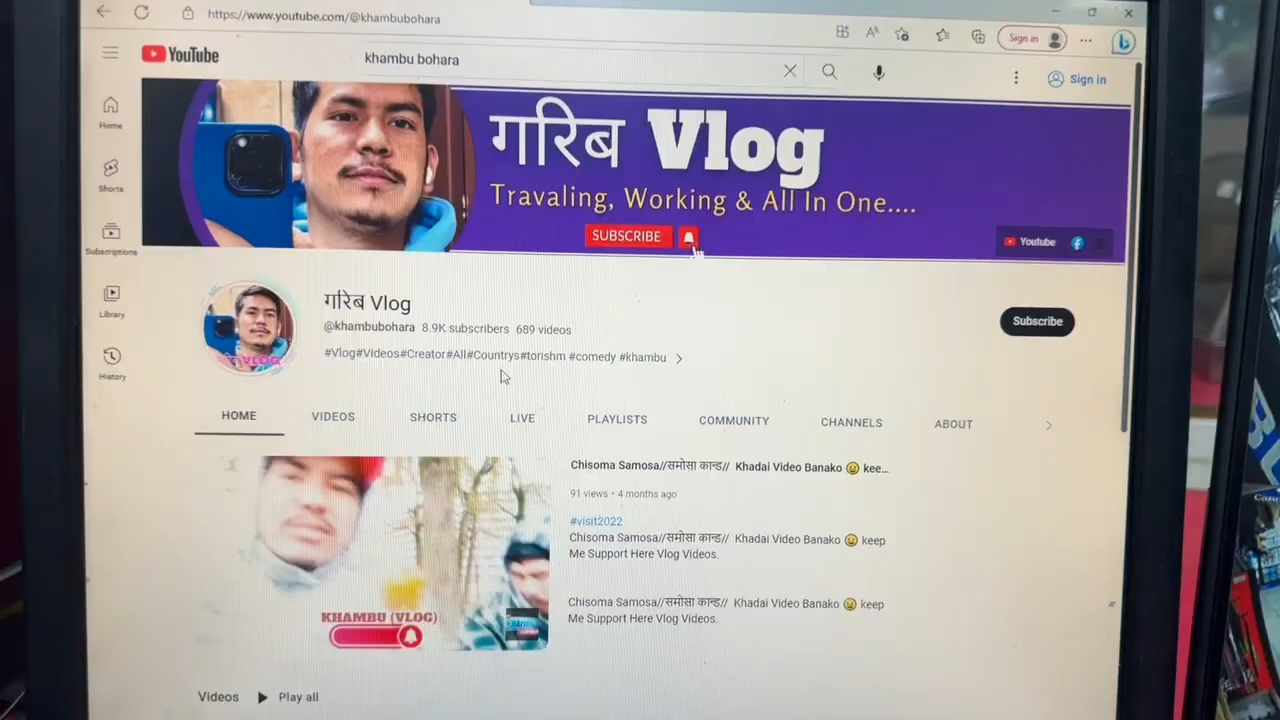 https://www.youtube.com/@khambubohara
Sign in
YouTube
khambu bohara
Sign in
Home
Shorts
Subscriptions
Library
History
गरिब Vlog
Travaling, Working & All In One....
SUBSCRIBE
Youtube
गरिब Vlog
@khambubohara 8.9K subscribers 689 videos
#Vlog#Videos#Creator#All#Countrys#torishm #comedy #khambu
Subscribe
VLOG
HOME VIDEOS SHORTS LIVE PLAYLISTS COMMUNITY CHANNELS ABOUT
Chisoma Samosa//समोसा कान्ड// Khadai Video Banako 😀 kee...
91 views • 4 months ago
#visit2022
Chisoma Samosa//समोसा कान्ड// Khadai Video Banako 😀 keep
Me Support Here Vlog Videos.
Chisoma Samosa//समोसा कान्ड// Khadai Video Banako 😀 keep
Me Support Here Vlog Videos.
KHAMBU (VLOG)
Videos Play all